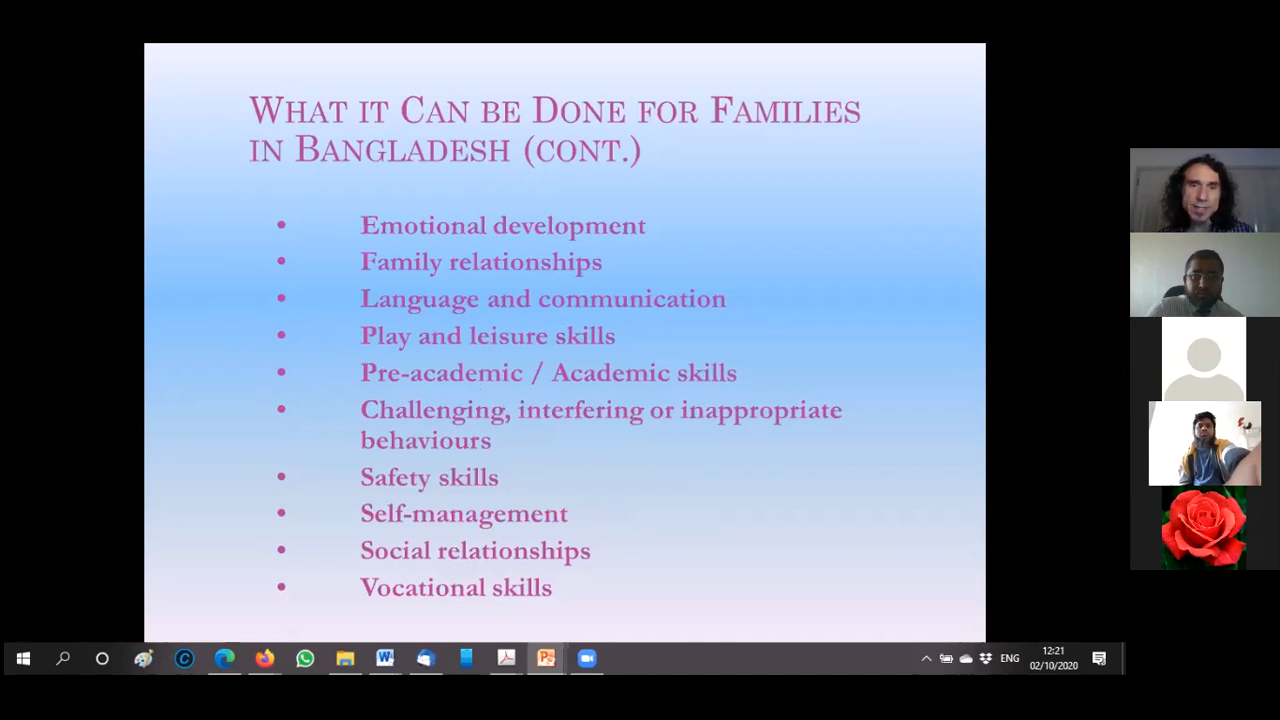 WHAT IT CAN BE DONE FOR FAMILIES
IN BANGLADESH (CONT.)
• Emotional development
• Family relationships
• Language and communication
• Play and leisure skills
• Pre-academic / Academic skills
• Challenging, interfering or inappropriate
behaviours
• Safety skills
• Self-management
• Social relationships
• Vocational skills
ENG
12:21
02/10/2020